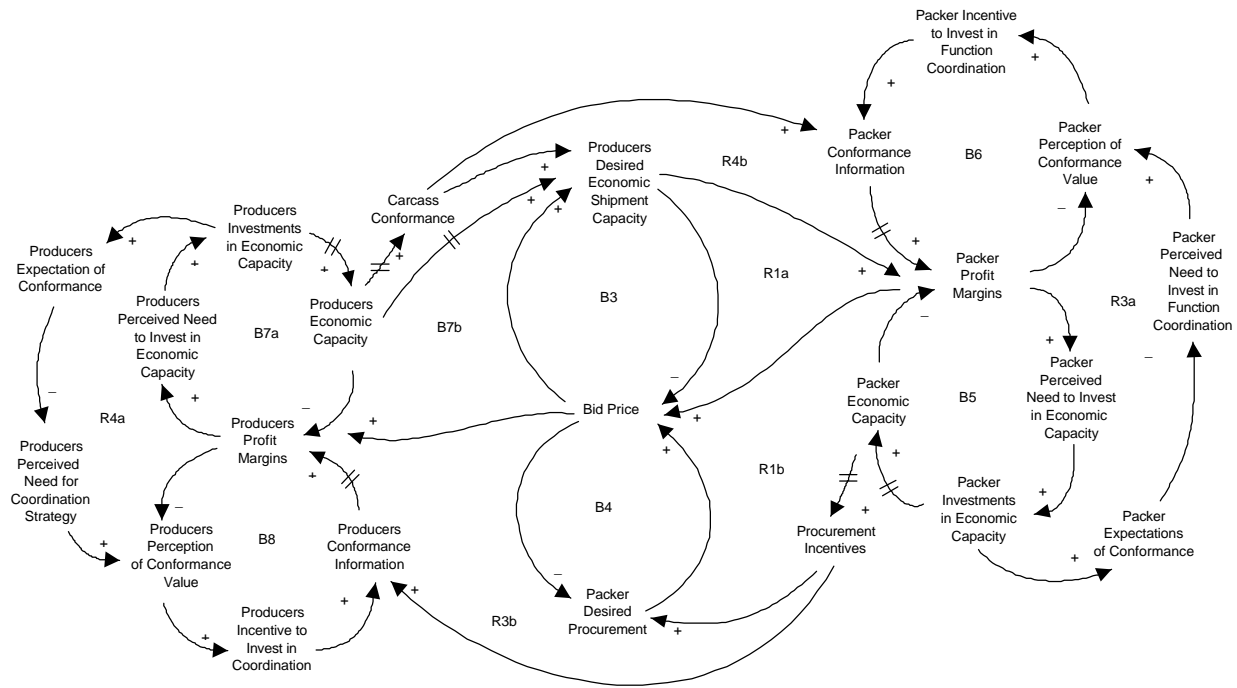 Packer Incentive
to Invest in
Function
Coordination
+
+
Packer
Conformance
Information
+
B6
Packer
Perception of
Conformance
Value
+
–
Producers
Desired
Economic
Shipment
Capacity
+
+
+
R4b
Carcass
Conformance
+
Producers
Investments
in Economic
Capacity
+
+
+
Producers
Expectation of
Conformance
Producers
Perceived Need
to Invest in
Economic
Capacity
B7a
Producers
Economic
Capacity
B7b
B3
R1a
+
+
Packer
Profit
Margins
–
Packer
Perceived
Need to
Invest in
Function
Coordination
R3a
–
+
Packer
Perceived
Need to Invest
in Economic
Capacity
Packer
Economic
Capacity
B5
–
R4a
+
–
Producers
Profit
Margins
+
Bid Price
–
+
+
Producers
Perceived
Need for
Coordination
Strategy
+
–
+
Producers
Perception
of Conformance
Value
B8
Producers
Conformance
Information
B4
R1b
+
Packer
Investments
in Economic
Capacity
+
+
Procurement
Incentives
Packer
Expectations
of Conformance
+
–
Packer
Desired
Procurement
+
+
+
R3b
+
Producers
Incentive to
Invest in
Coordination